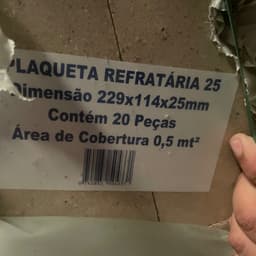 PLAQUETA REFRATÁRIA 25
Dimensão 229x114x25mm
Contém 20 Peças
Área de Cobertura 0,5 mt²